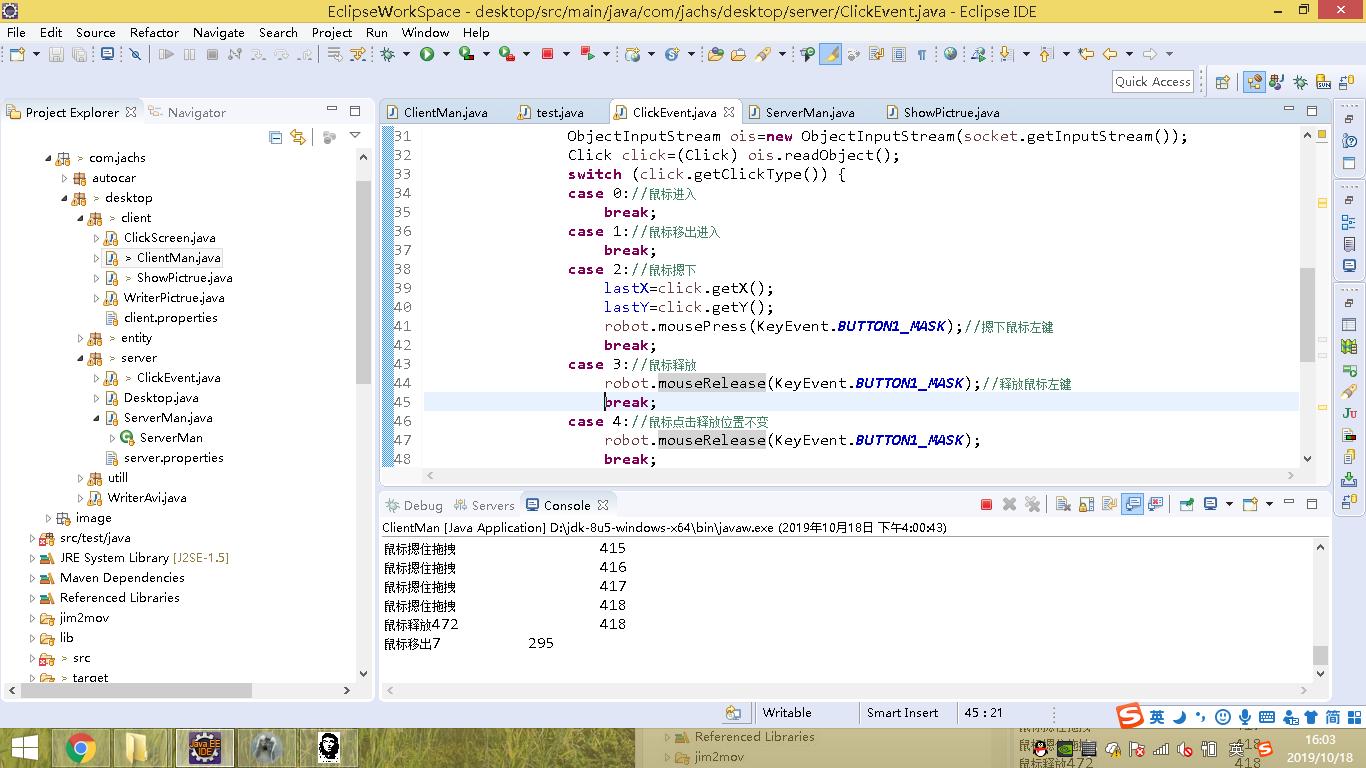 EclipseWorkSpace - desktop/src/main/java/com/jachs/desktop/server/ClickEvent.java - Eclipse IDE
File Edit Source Refactor Navigate Search Project Run Window Help
Quick Access
Project Explorer Navigator
com.jachs
autocar
> desktop
> client
ClickScreen.java
> ClientMan.java
> ShowPictrue.java
WriterPictrue.java
client.properties
> entity
> server
> ClickEvent.java
Desktop.java
ServerMan.java
ServerMan
server.properties
utill
WriterAvi.java
image
src/test/java
JRE System Library [J2SE-1.5]
Maven Dependencies
Referenced Libraries
jim2mov
lib
> src
> target
ClientMan.java test.java ClickEvent.java ServerMan.java ShowPictrue.java
31 ObjectInputStream ois=new ObjectInputStream(socket.getInputStream());
32 Click click=(Click) ois.readObject();
33 switch (click.getClickType()) {
34 case 0://鼠标进入
35 break;
36 case 1://鼠标移出进入
37 break;
38 case 2://鼠标摁下
39 lastX=click.getX();
40 lastY=click.getY();
41 robot.mousePress(KeyEvent.BUTTON1_MASK);//摁下鼠标左键
42 break;
43 case 3://鼠标释放
44 robot.mouseRelease(KeyEvent.BUTTON1_MASK);//释放鼠标左键
45 break;
46 case 4://鼠标点击释放位置不变
47 robot.mouseRelease(KeyEvent.BUTTON1_MASK);
48 break;
Debug Servers Console
ClientMan [Java Application] D:\jdk-8u5-windows-x64\bin\javaw.exe (2019年10月18日 下午4:00:43)
鼠标摁住拖拽 415
鼠标摁住拖拽 416
鼠标摁住拖拽 417
鼠标摁住拖拽 418
鼠标释放472 418
鼠标移出7 295
Writable Smart Insert 45 : 21
英 简
Java EE IDE
Referenced Libraries
jim2mov
鼠标释放472 418
英
16:03
2019/10/18